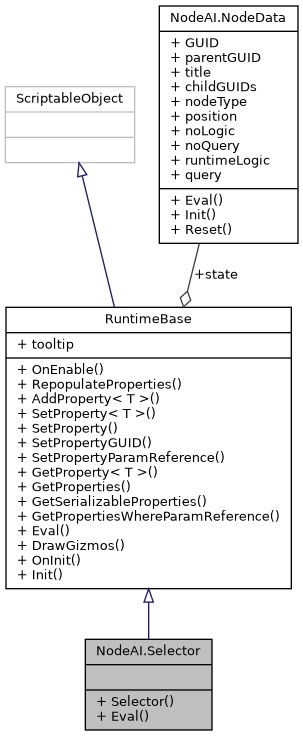 NodeAI.NodeData
+ GUID
+ parentGUID
+ title
+ childGUIDs
+ nodeType
+ position
+ noLogic
+ noQuery
+ runtimeLogic
+ query
+ Eval()
+ Init()
+ Reset()
ScriptableObject
+state
RuntimeBase
+ tooltip
+ OnEnable()
+ RepopulateProperties()
+ AddProperty< T >()
+ SetProperty< T >()
+ SetProperty()
+ SetPropertyGUID()
+ SetPropertyParamReference()
+ GetProperty< T >()
+ GetProperties()
+ GetSerializableProperties()
+ GetPropertiesWhereParamReference()
+ Eval()
+ DrawGizmos()
+ OnInit()
+ Init()
NodeAI.Selector
+ Selector()
+ Eval()